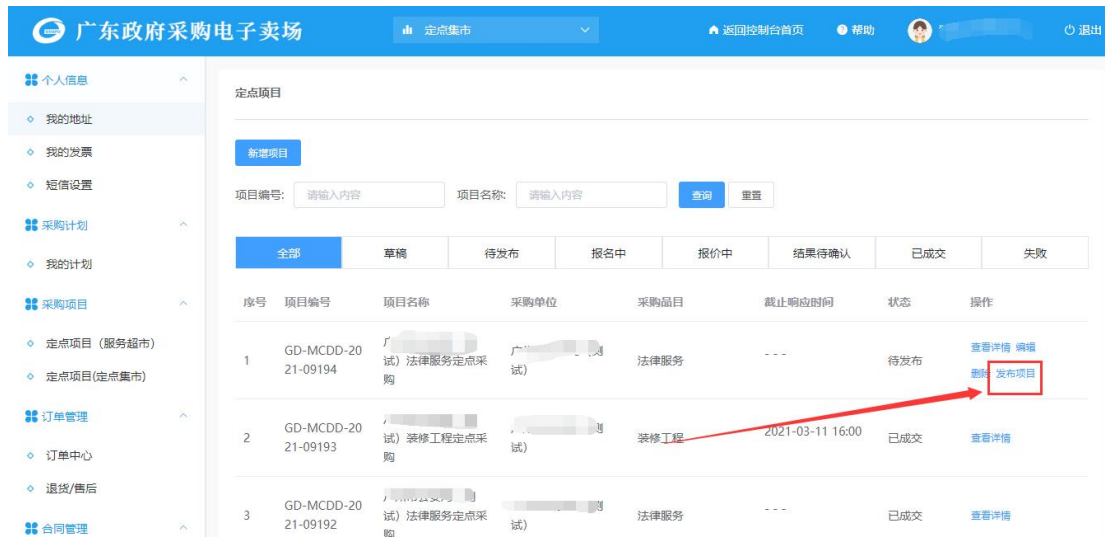 广东政府采购电子卖场
定点集市
返回控制台首页
帮助
退出
个人信息
我的地址
我的发票
短信设置
采购计划
我的计划
采购项目
定点项目（服务超市）
定点项目(定点集市)
订单管理
订单中心
退货/售后
合同管理
定点项目
新增项目
项目编号: 请输入内容 项目名称: 请输入内容 查询 重置
全部 草稿 待发布 报名中 报价中 结果待确认 已成交 失败
序号 项目编号 项目名称 采购单位 采购品目 截止响应时间 状态 操作
1
GD-MCDD-20
21-09194
试）法律服务定点采
购
试）
法律服务
- - -
待发布
查看详情 编辑
删除 发布项目
2
GD-MCDD-20
21-09193
试）装修工程定点采
购
试）
装修工程
2021-03-11 16:00
已成交
查看详情
3
GD-MCDD-20
21-09192
试）法律服务定点采
购
试）
法律服务
- - -
已成交
查看详情